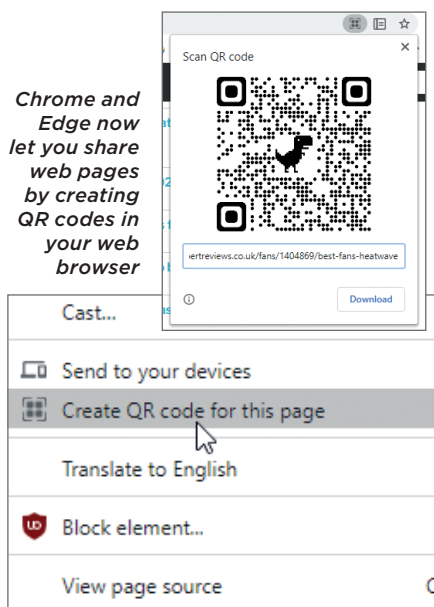 Chrome and
Edge now
let you share
web pages
by creating
QR codes in
your web
browser
Scan QR code
ertreviews.co.uk/fans/1404869/best-fans-heatwave
Download
Cast...
Send to your devices
Create QR code for this page
Translate to English
Block element...
View page source